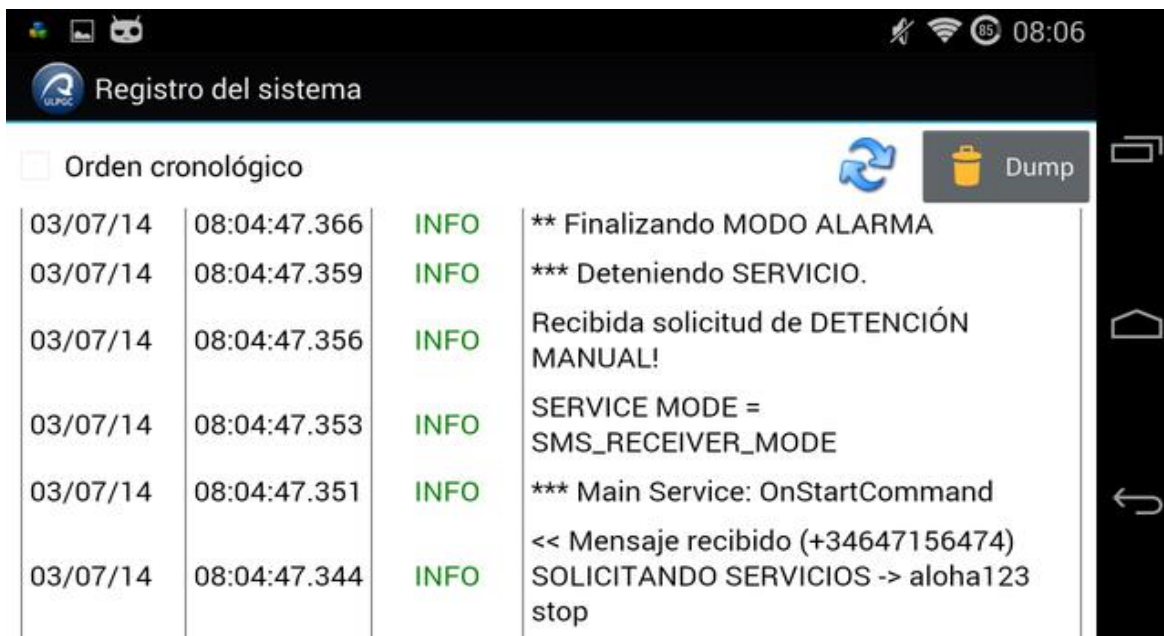 85 08:06
ULPGC
Registro del sistema
Orden cronológico
Dump
03/07/14 08:04:47.366 INFO ** Finalizando MODO ALARMA
03/07/14 08:04:47.359 INFO *** Deteniendo SERVICIO.
03/07/14 08:04:47.356 INFO Recibida solicitud de DETENCIÓN
MANUAL!
03/07/14 08:04:47.353 INFO SERVICE MODE =
SMS_RECEIVER_MODE
03/07/14 08:04:47.351 INFO *** Main Service: OnStartCommand
03/07/14 08:04:47.344 INFO << Mensaje recibido (+34647156474)
SOLICITANDO SERVICIOS -> aloha123
stop